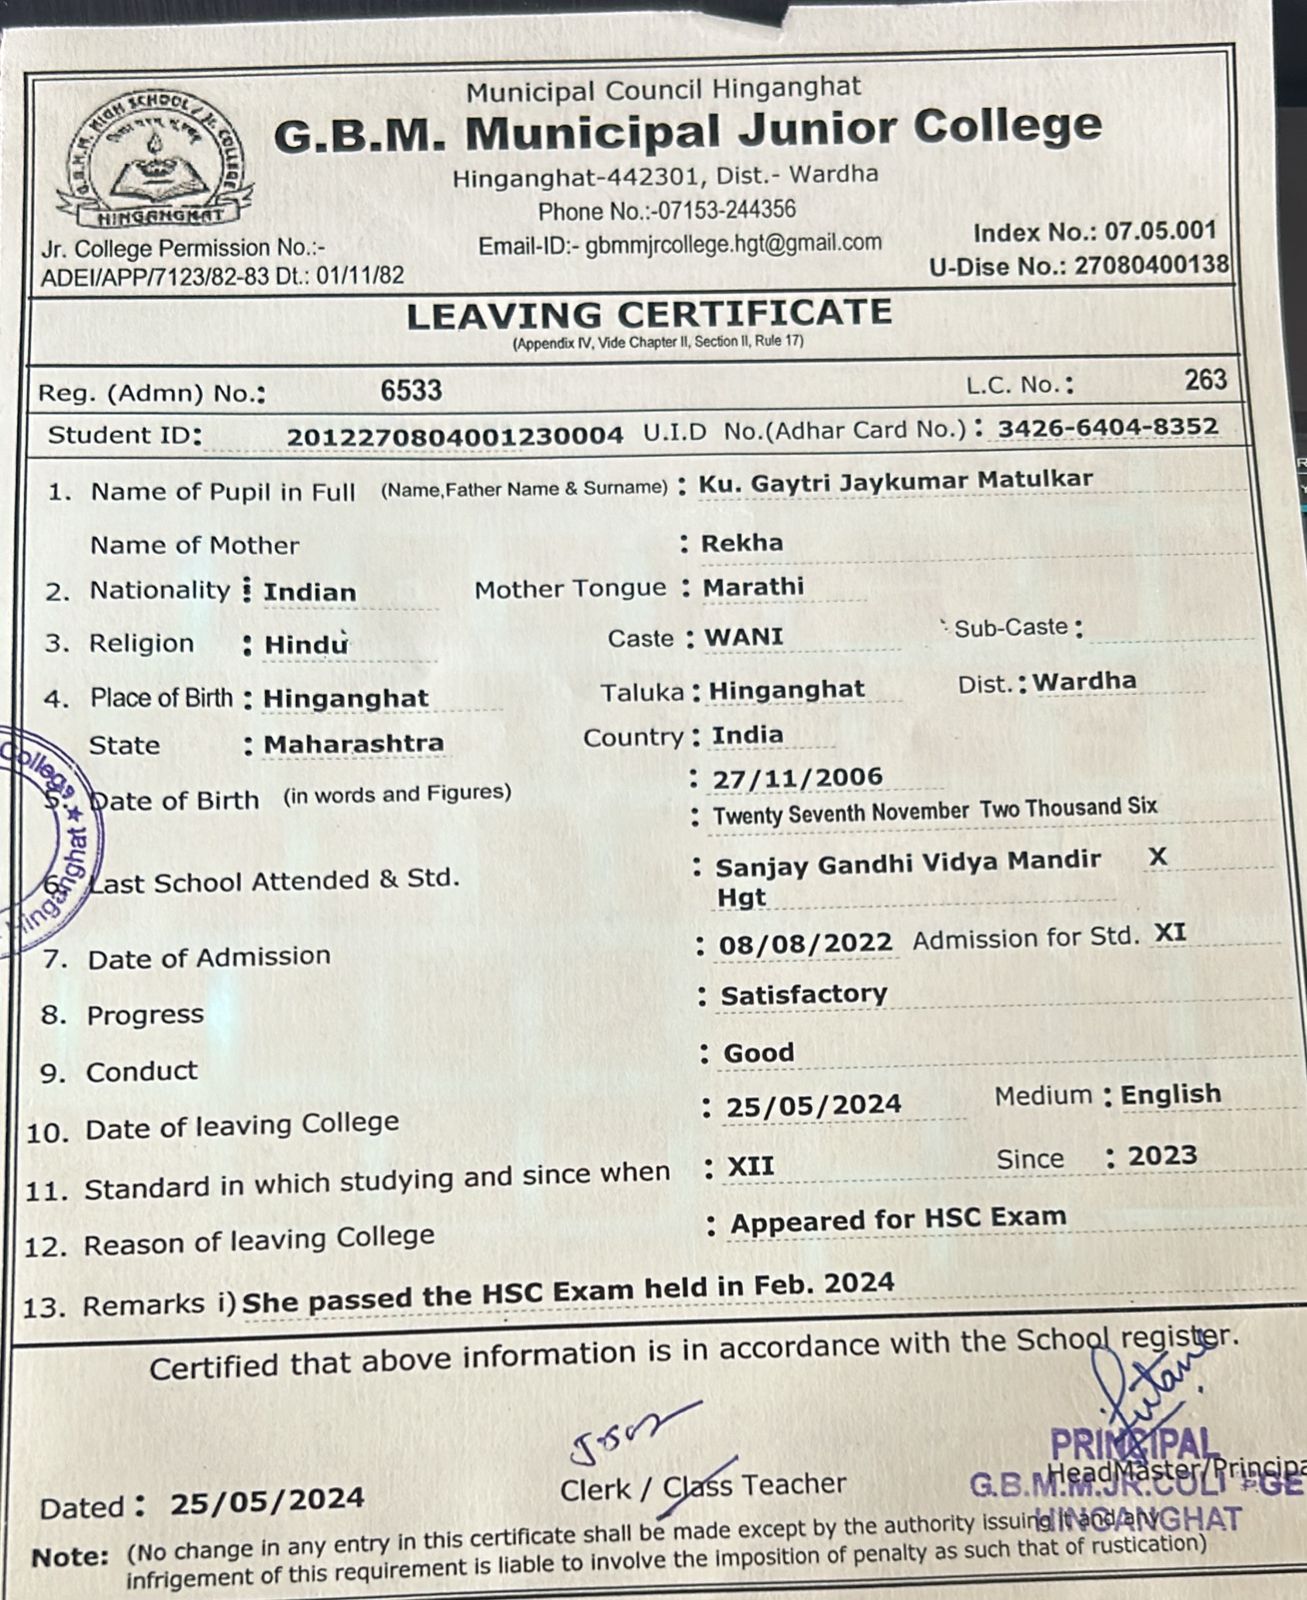 Municipal Council Hinganghat
G.B.M. Municipal Junior College
Hinganghat-442301, Dist.- Wardha
Phone No.:-07153-244356
Email-ID:- gbmmjrcollege.hgt@gmail.com
G.B.M.M. HIGH SCHOOL / Jr. COLLEGE
HINGANGHAT
Jr. College Permission No.:-
ADEI/APP/7123/82-83 Dt.: 01/11/82
Index No.: 07.05.001
U-Dise No.: 27080400138
LEAVING CERTIFICATE
(Appendix IV, Vide Chapter II, Section II, Rule 17)
Reg. (Admn) No.: 6533 L.C. No.: 263
Student ID: 2012270804001230004 U.I.D No.(Adhar Card No.) : 3426-6404-8352
1. Name of Pupil in Full (Name,Father Name & Surname) : Ku. Gaytri Jaykumar Matulkar
Name of Mother : Rekha
2. Nationality : Indian Mother Tongue : Marathi
3. Religion : Hindu Caste : WANI Sub-Caste :
4. Place of Birth : Hinganghat Taluka : Hinganghat Dist. : Wardha
State : Maharashtra Country : India
5. Date of Birth (in words and Figures) : 27/11/2006
: Twenty Seventh November Two Thousand Six
6. Last School Attended & Std. : Sanjay Gandhi Vidya Mandir X
Hgt
7. Date of Admission : 08/08/2022 Admission for Std. XI
8. Progress : Satisfactory
9. Conduct : Good
10. Date of leaving College : 25/05/2024 Medium : English
11. Standard in which studying and since when : XII Since : 2023
12. Reason of leaving College : Appeared for HSC Exam
13. Remarks i) She passed the HSC Exam held in Feb. 2024
College ★ Hinganghat
Certified that above information is in accordance with the School register.
PRINCIPAL
Dated : 25/05/2024 Clerk / Class Teacher HeadMaster/Principa
G.B.M.M.JR.COLLEGE
HINGANGHAT
Note: (No change in any entry in this certificate shall be made except by the authority issuing it and any
infrigement of this requirement is liable to involve the imposition of penalty as such that of rustication)